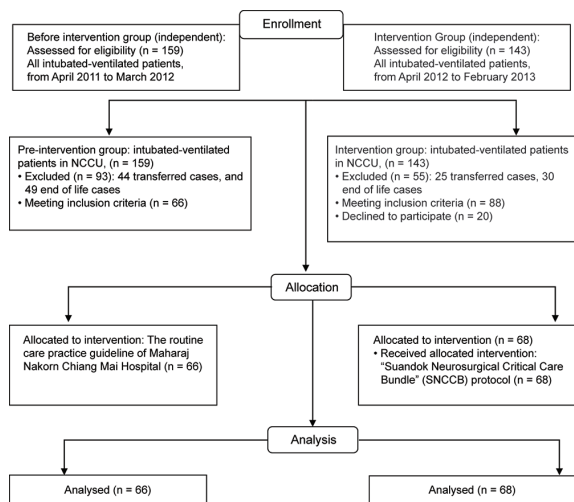 Enrollment
Before intervention group (independent):
Assessed for eligibility (n = 159)
All intubated-ventilated patients,
from April 2011 to March 2012
Intervention Group (independent):
Assessed for eligibility (n = 143)
All intubated-ventilated patients,
from April 2012 to February 2013
Pre-intervention group: intubated-ventilated
patients in NCCU, (n = 159)
• Excluded (n = 93): 44 transferred cases, and
49 end of life cases
• Meeting inclusion criteria (n = 66)
Intervention group: intubated-ventilated patients
in NCCU, (n = 143)
• Excluded (n = 55): 25 transferred cases, 30
end of life cases
• Meeting inclusion criteria (n = 88)
• Declined to participate (n = 20)
Allocation
Allocated to intervention: The routine
care practice guideline of Maharaj
Nakorn Chiang Mai Hospital (n = 66)
Allocated to intervention (n = 68)
• Received allocated intervention:
“Suandok Neurosurgical Critical Care
Bundle” (SNCCB) protocol (n = 68)
Analysis
Analysed (n = 66)
Analysed (n = 68)